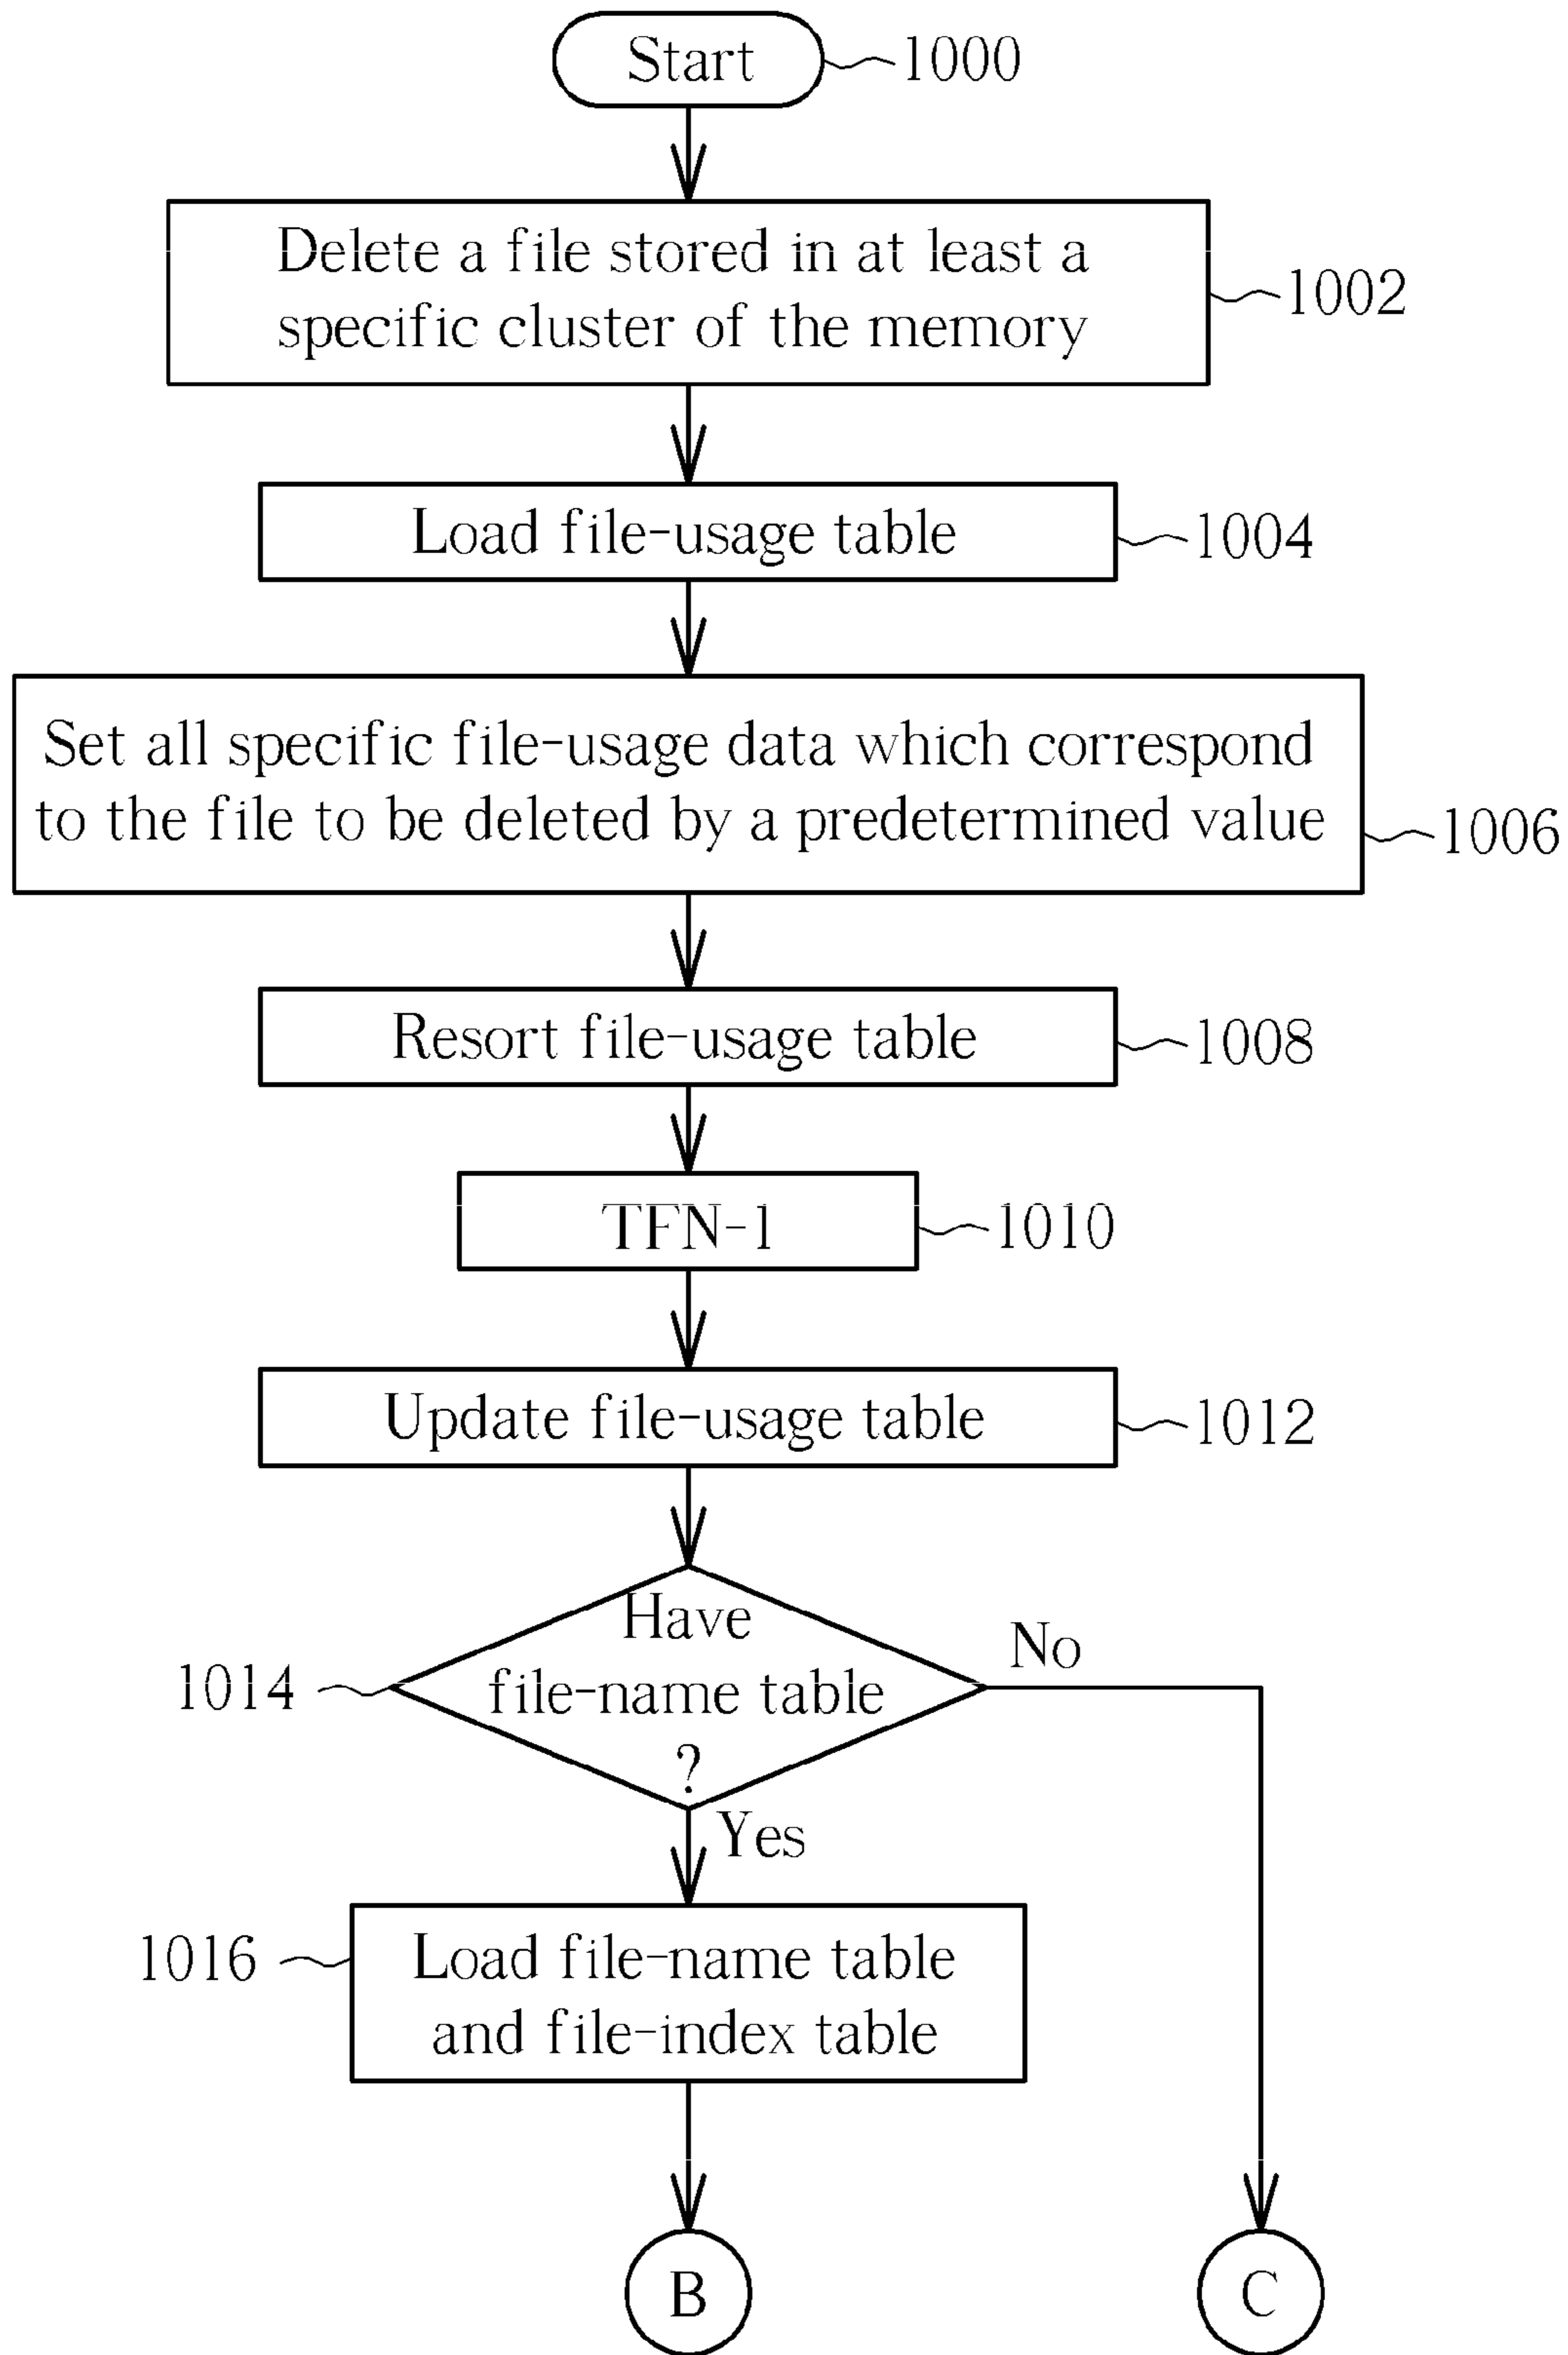 Start
1000
Delete a file stored in at least a
specific cluster of the memory
1002
Load file-usage table
1004
Set all specific file-usage data which correspond
to the file to be deleted by a predetermined value
1006
Resort file-usage table
1008
TFN-1
1010
Update file-usage table
1012
Have
file-name table
?
1014
No
Yes
1016
Load file-name table
and file-index table
B
C